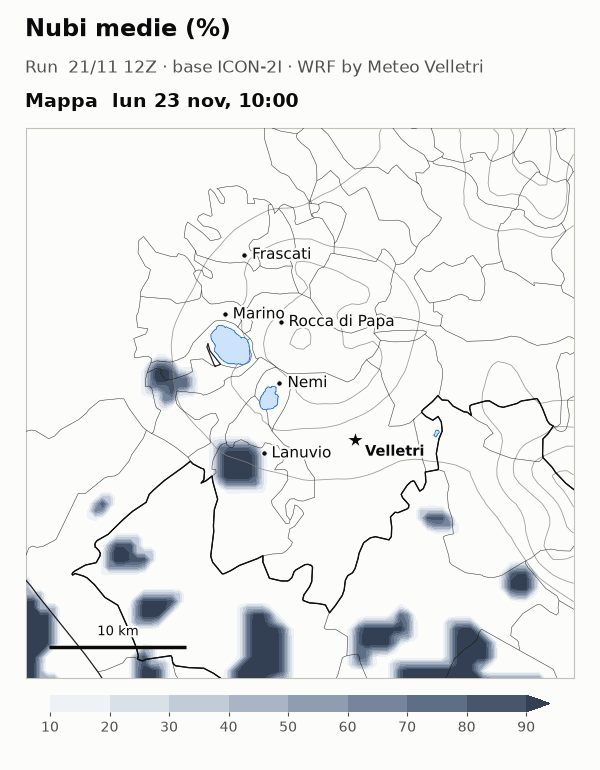 Nubi medie (%)
Run  21/11 12Z · base ICON-2I · WRF by Meteo Velletri
Mappa  lun 23 nov, 10:00
Frascati
Marino
Rocca di Papa
Nemi
Velletri
Lanuvio
10 km
10 20 30 40 50 60 70 80 90